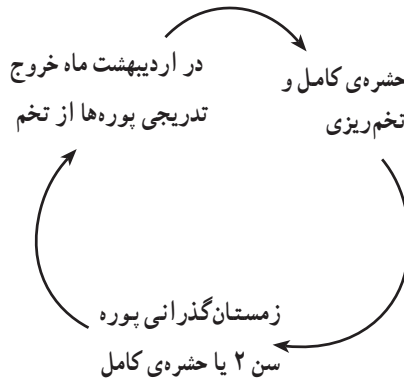 در اردیبهشت ماه خروج
تدریجی پوره‌ها از تخم
حشره‌ی کامل و
تخم‌ریزی
زمستان‌گذرانی پوره
سن ۲ یا حشره‌ی کامل